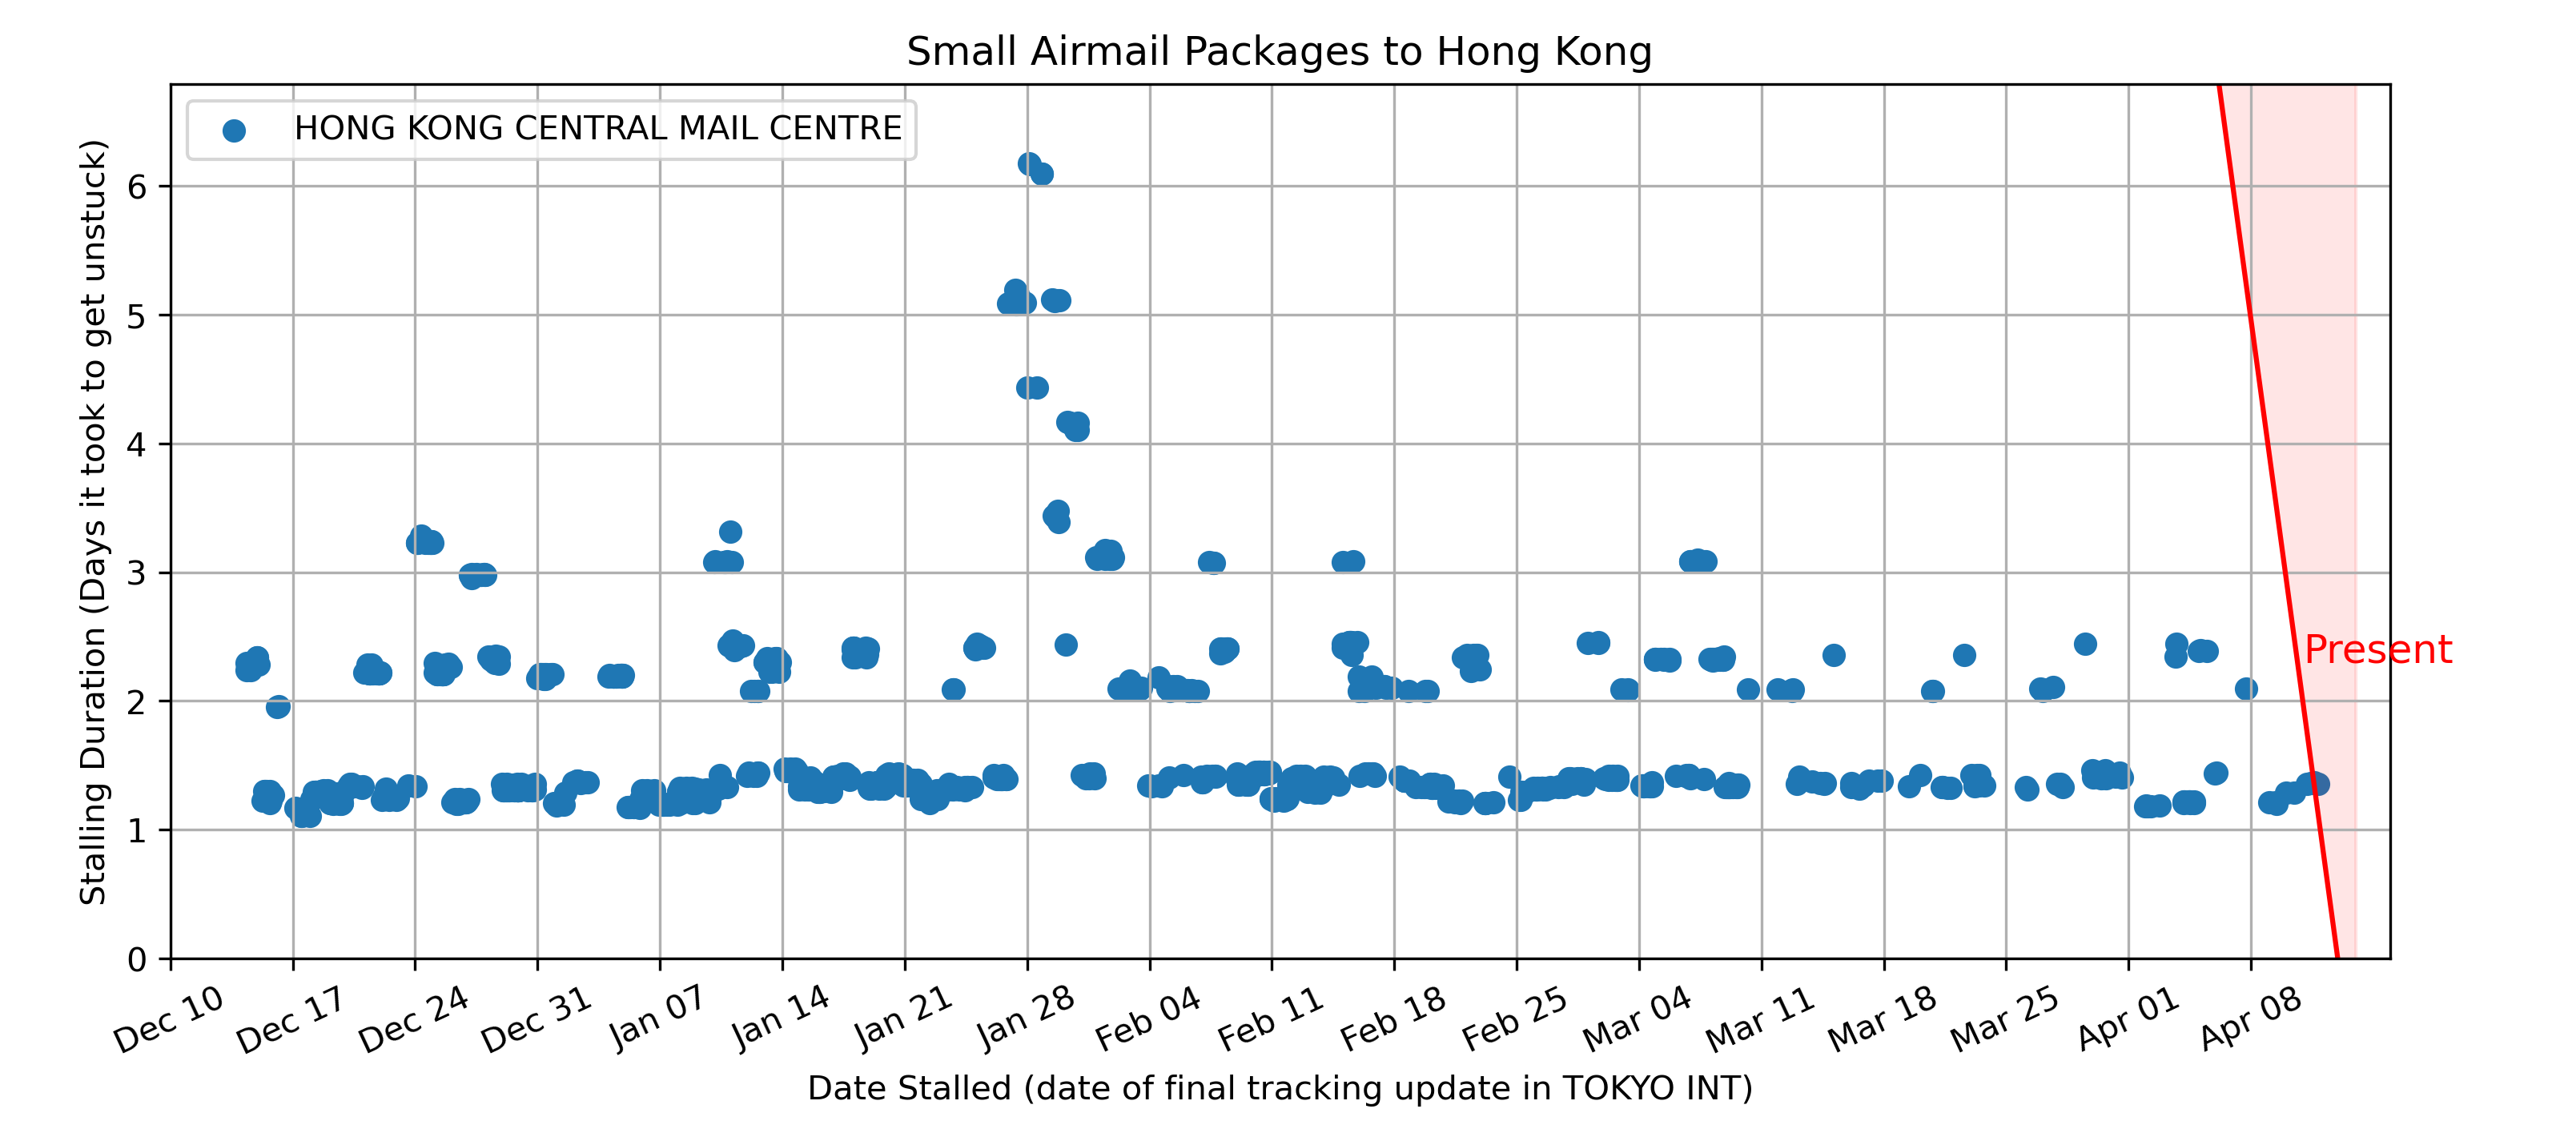 Small Airmail Packages to Hong Kong
HONG KONG CENTRAL MAIL CENTRE
Stalling Duration (Days it took to get unstuck)
6
5
4
3
2
1
0
Present
Dec 10
Dec 17
Dec 24
Dec 31
Jan 07
Jan 14
Jan 21
Jan 28
Feb 04
Feb 11
Feb 18
Feb 25
Mar 04
Mar 11
Mar 18
Mar 25
Apr 01
Apr 08
Date Stalled (date of final tracking update in TOKYO INT)